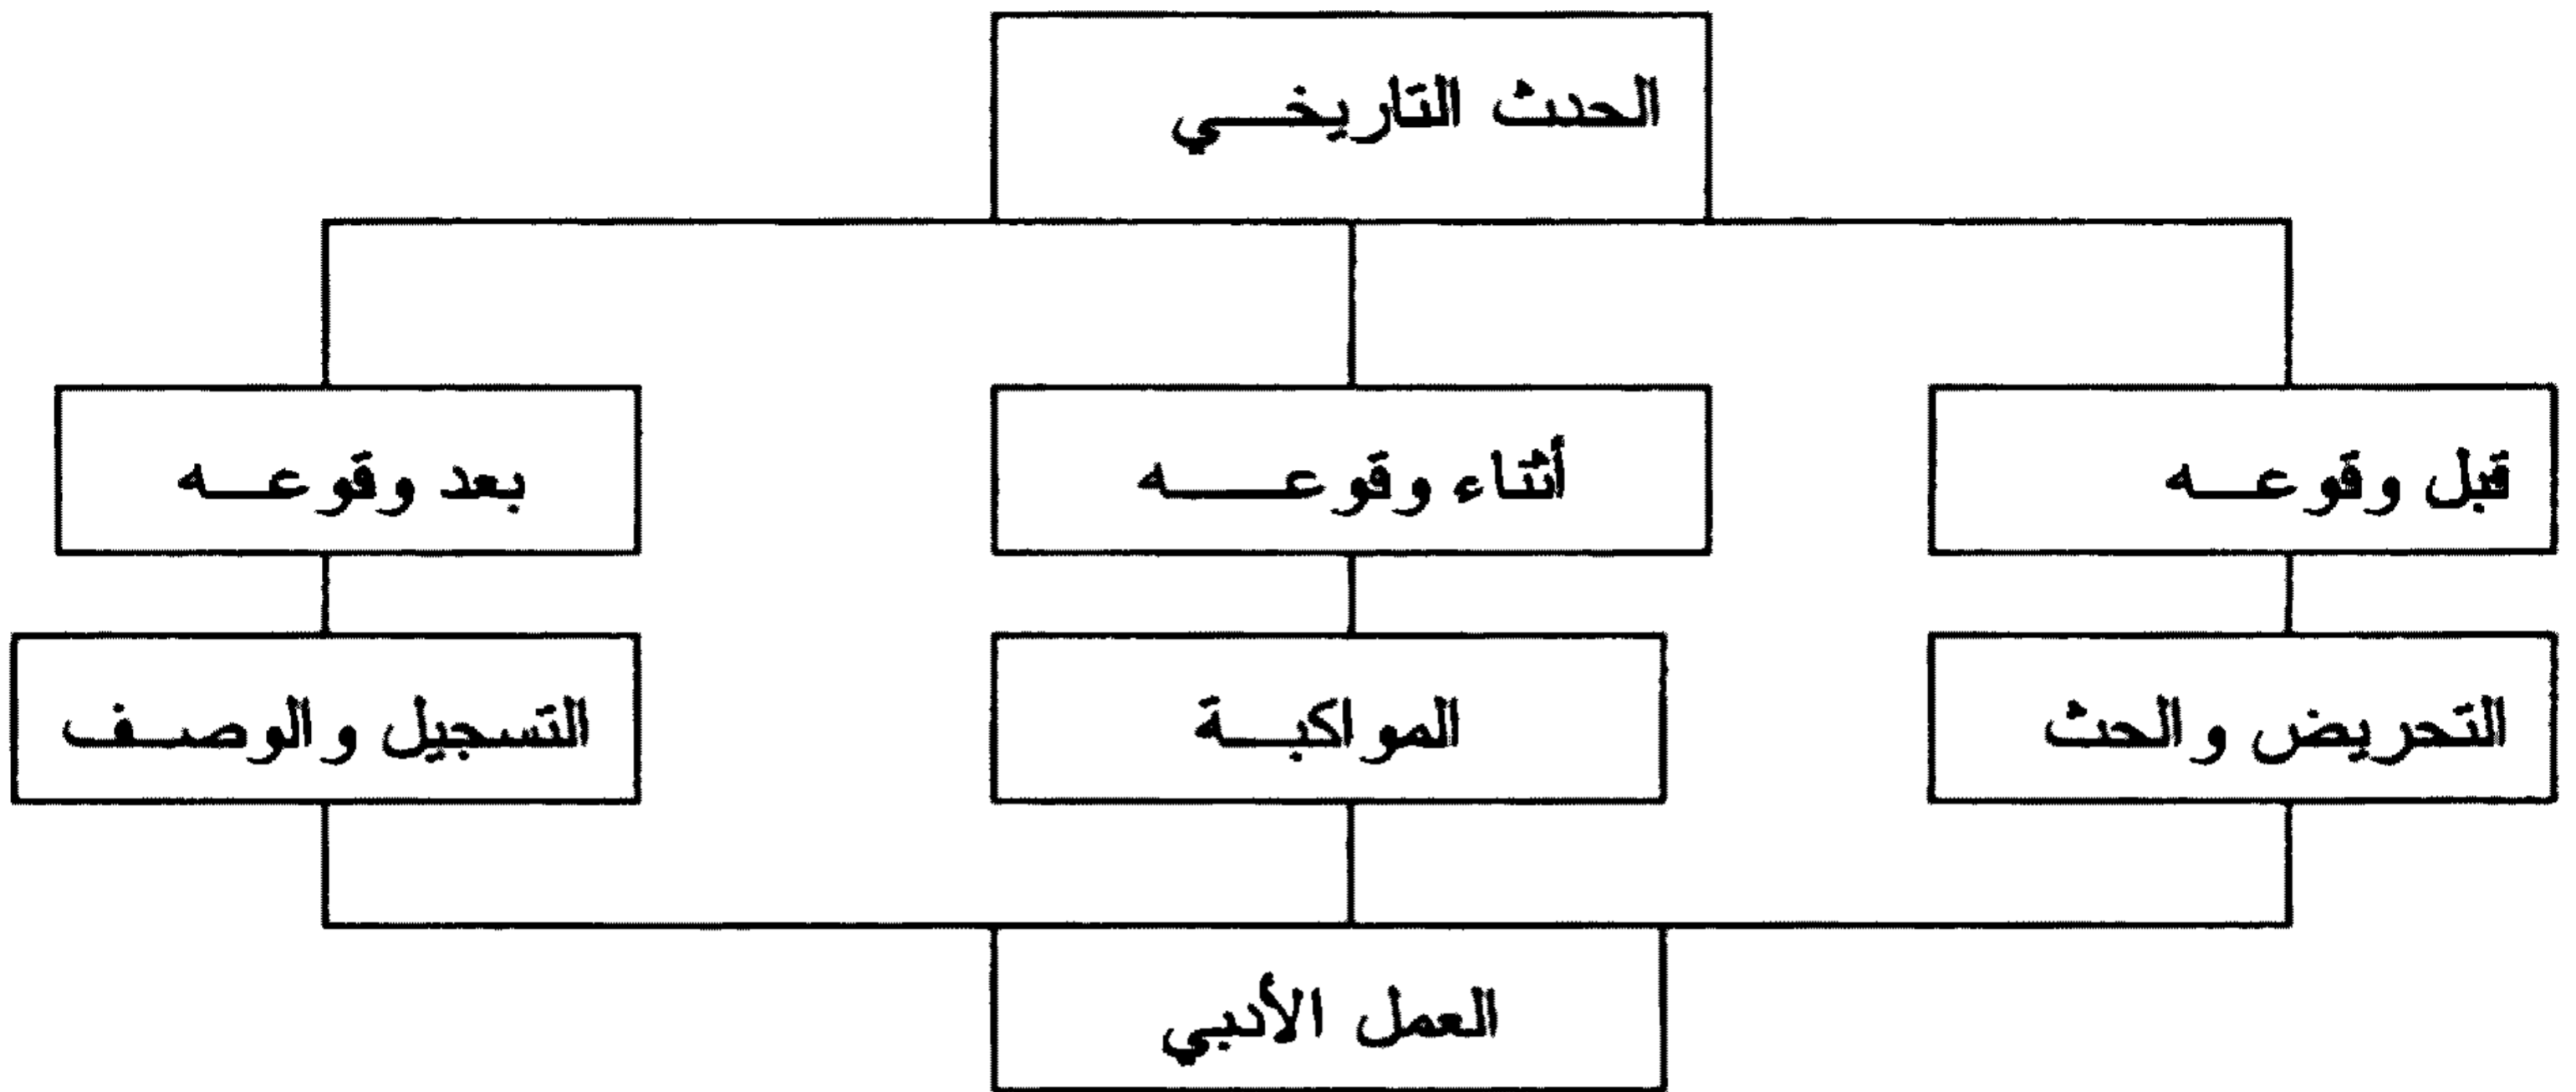 الحدث التاريخي
قبل وقوعه
أثناء وقوعه
بعد وقوعه
التحريض والحث
المواكبة
التسجيل والوصف
العمل الأدبي